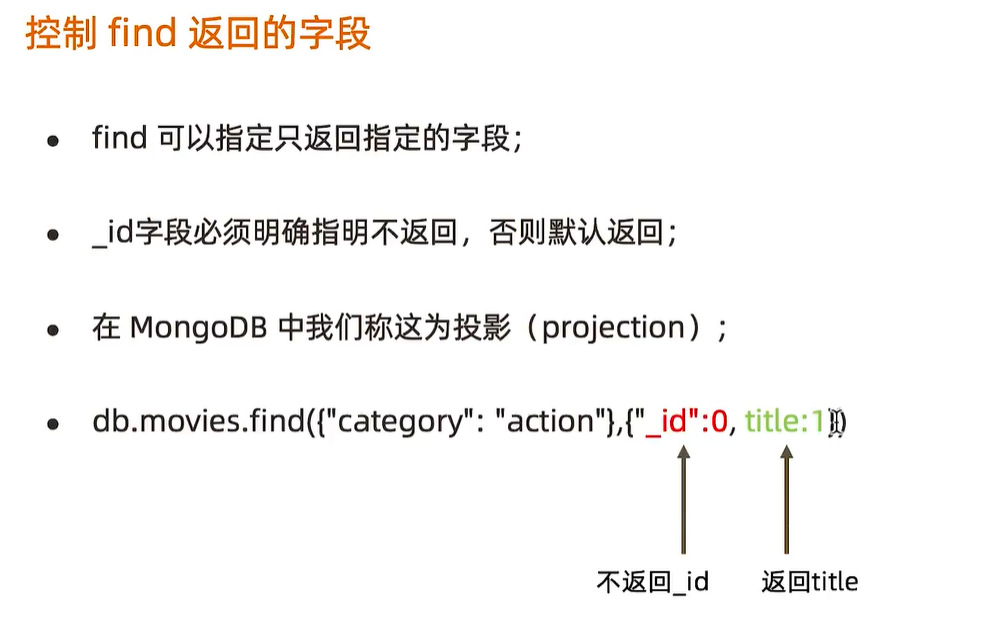 控制 find 返回的字段
find 可以指定只返回指定的字段；
_id字段必须明确指明不返回，否则默认返回；
在 MongoDB 中我们称这为投影（projection）；
db.movies.find({"category": "action"},{"_id":0, title:1})
不返回_id 返回title